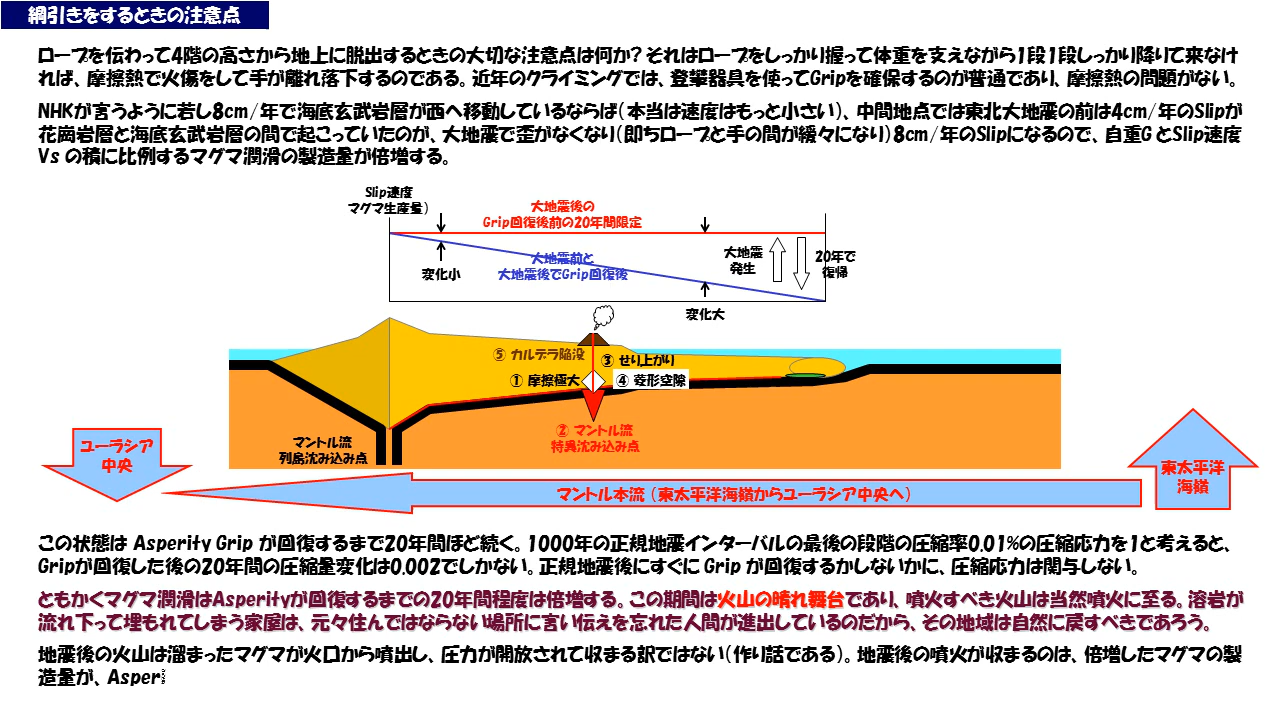 綱引きをするときの注意点
ロープを伝わって4階の高さから地上に脱出するときの大切な注意点は何か？それはロープをしっかり握って体重を支えながら1段1段しっかり降りて来なけ
れば、摩擦熱で火傷をして手が離れ落下するのである。近年のクライミングでは、登攀器具を使ってGripを確保するのが普通であり、摩擦熱の問題がない。
NHKが言うように若し8cm/年で海底玄武岩層が西へ移動しているならば（本当は速度はもっと小さい）、中間地点では東北大地震の前は4cm/年のSlipが
花崗岩層と海底玄武岩層の間で起こっていたのが、大地震で歪がなくなり（即ちロープと手の間が緩々になり）8cm/年のSlipになるので、自重GとSlip速度
Vsの積に比例するマグマ潤滑の製造量が倍増する。
Slip速度
マグマ生産量）
大地震後の
Grip回復後前の20年間限定
大地震前と
大地震後でGrip回復後
変化小
変化大
大地震
発生
20年で
復帰
⑤ カルデラ陥没
③ せり上がり
① 摩擦極大
④ 菱形空隙
② マントル流
特異沈み込み点
マントル流
列島沈み込み点
ユーラシア
中央
東太平洋
海嶺
マントル本流（東太平洋海嶺からユーラシア中央へ）
この状態は Asperity Grip が回復するまで20年間ほど続く。1000年の正規地震インターバルの最後の段階の圧縮率0.01%の圧縮応力を1と考えると、
Gripが回復した後の20年間の圧縮量変化は0.002でしかない。正規地震後にすぐに Grip が回復するかしないかに、圧縮応力は関与しない。
ともかくマグマ潤滑はAsperityが回復するまでの20年間程度は倍増する。この期間は火山の晴れ舞台であり、噴火すべき火山は当然噴火に至る。溶岩が
流れ下って埋もれてしまう家屋は、元々住んではならない場所に言い伝えを忘れた人間が進出しているのだから、その地域は自然に戻すべきであろう。
地震後の火山は溜まったマグマが火口から噴出し、圧力が開放されて収まる訳ではない（作り話である）。地震後の噴火が収まるのは、倍増したマグマの製
造量が、Asper